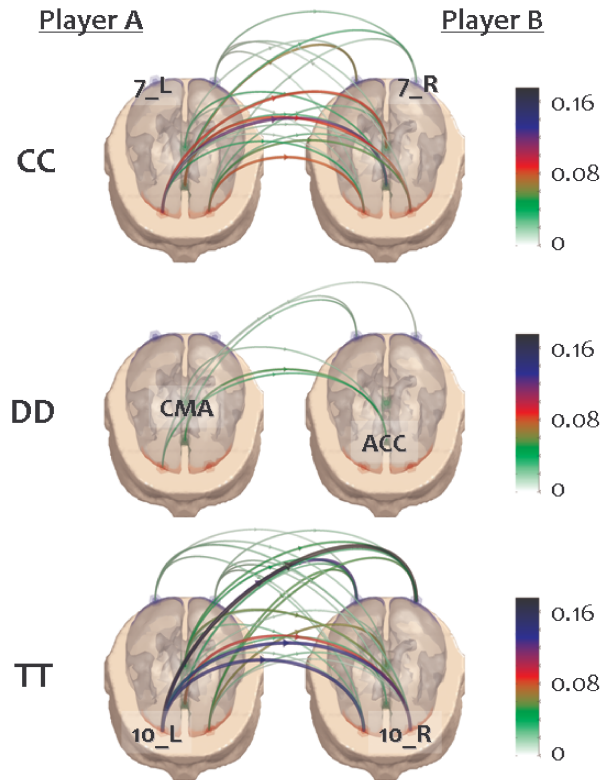 Player A
Player B
7_L
7_R
CC
0.16
0.08
0
DD
CMA
ACC
0.16
0.08
0
TT
10_L
10_R
0.16
0.08
0